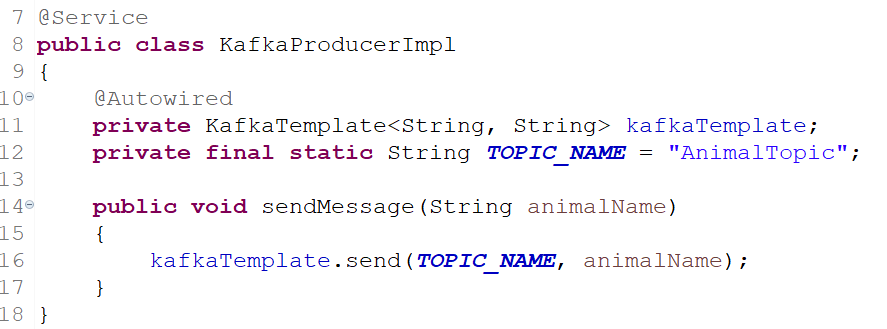 7 @Service
8 public class KafkaProducerImpl
9 {
10 @Autowired
11 private KafkaTemplate<String, String> kafkaTemplate;
12 private final static String TOPIC_NAME = "AnimalTopic";
13
14 public void sendMessage(String animalName)
15 {
16 kafkaTemplate.send(TOPIC_NAME, animalName);
17 }
18 }